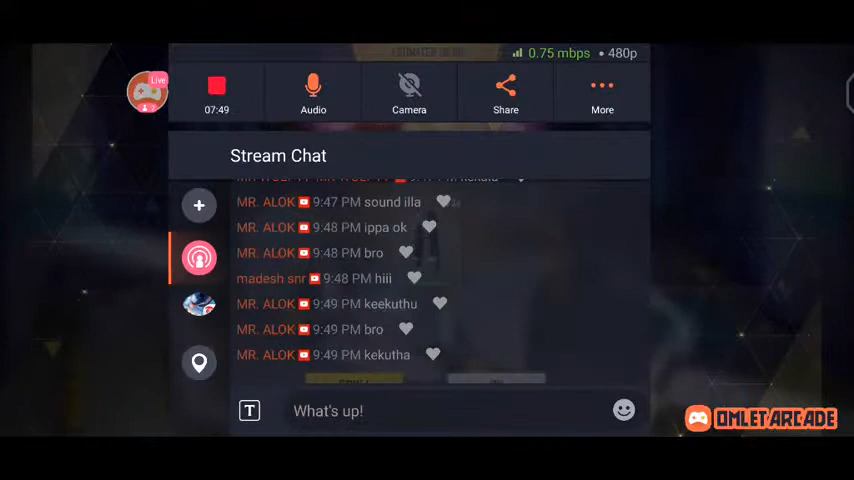 0.75 mbps • 480p
Live
07:49
Audio
Camera
Share
More
Stream Chat
MR. ALOK 9:47 PM sound illa
MR. ALOK 9:48 PM ippa ok
MR. ALOK 9:48 PM bro
madesh snr 9:48 PM hiii
MR. ALOK 9:49 PM keekuthu
MR. ALOK 9:49 PM bro
MR. ALOK 9:49 PM kekutha
T What's up!
OMLET ARCADE